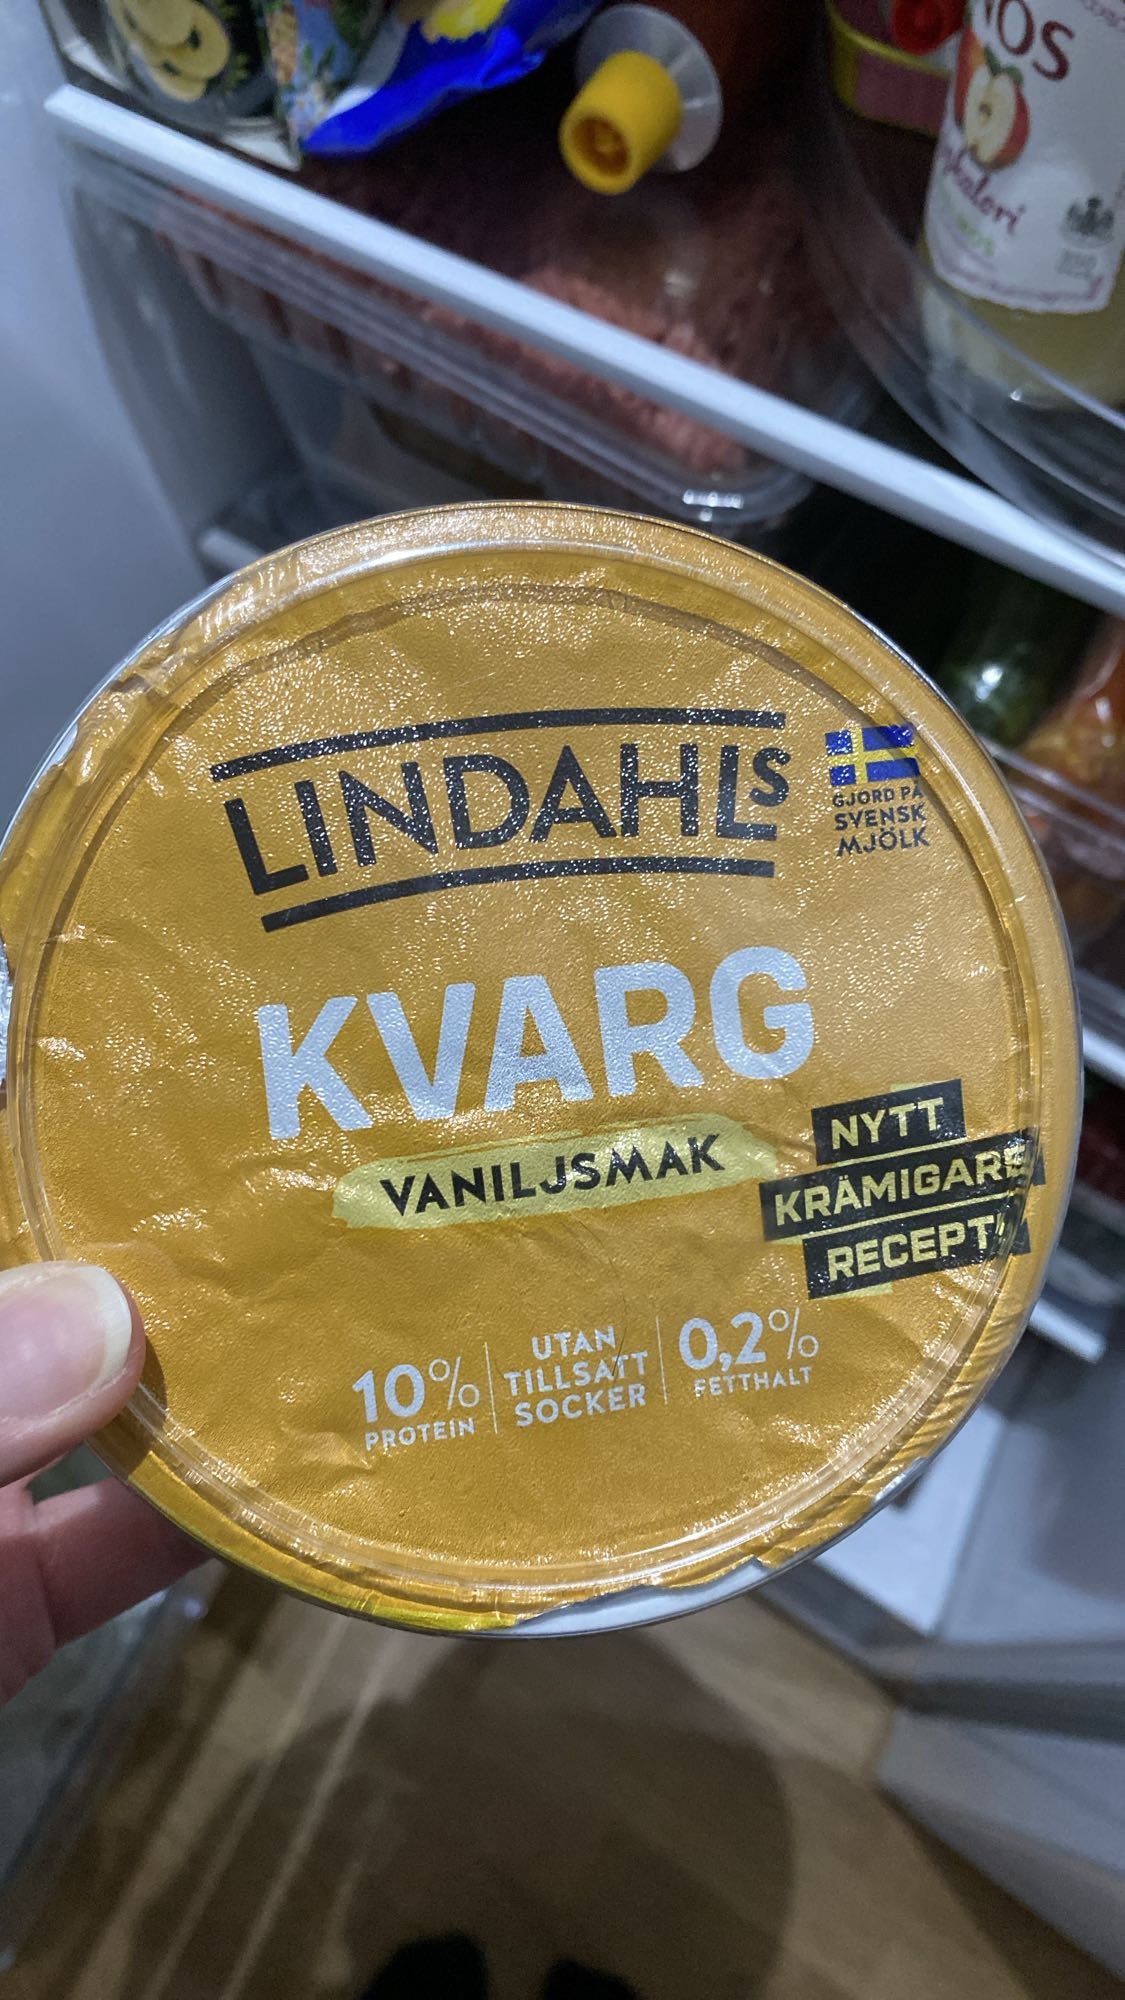 LINDAHLS
GJORD PÅ
SVENSK
MJÖLK
KVARG
VANILJSMAK
NYTT
KRÄMIGARE
RECEPT!
10%
PROTEIN
UTAN
TILLSATT
SOCKER
0,2%
FETTHALT